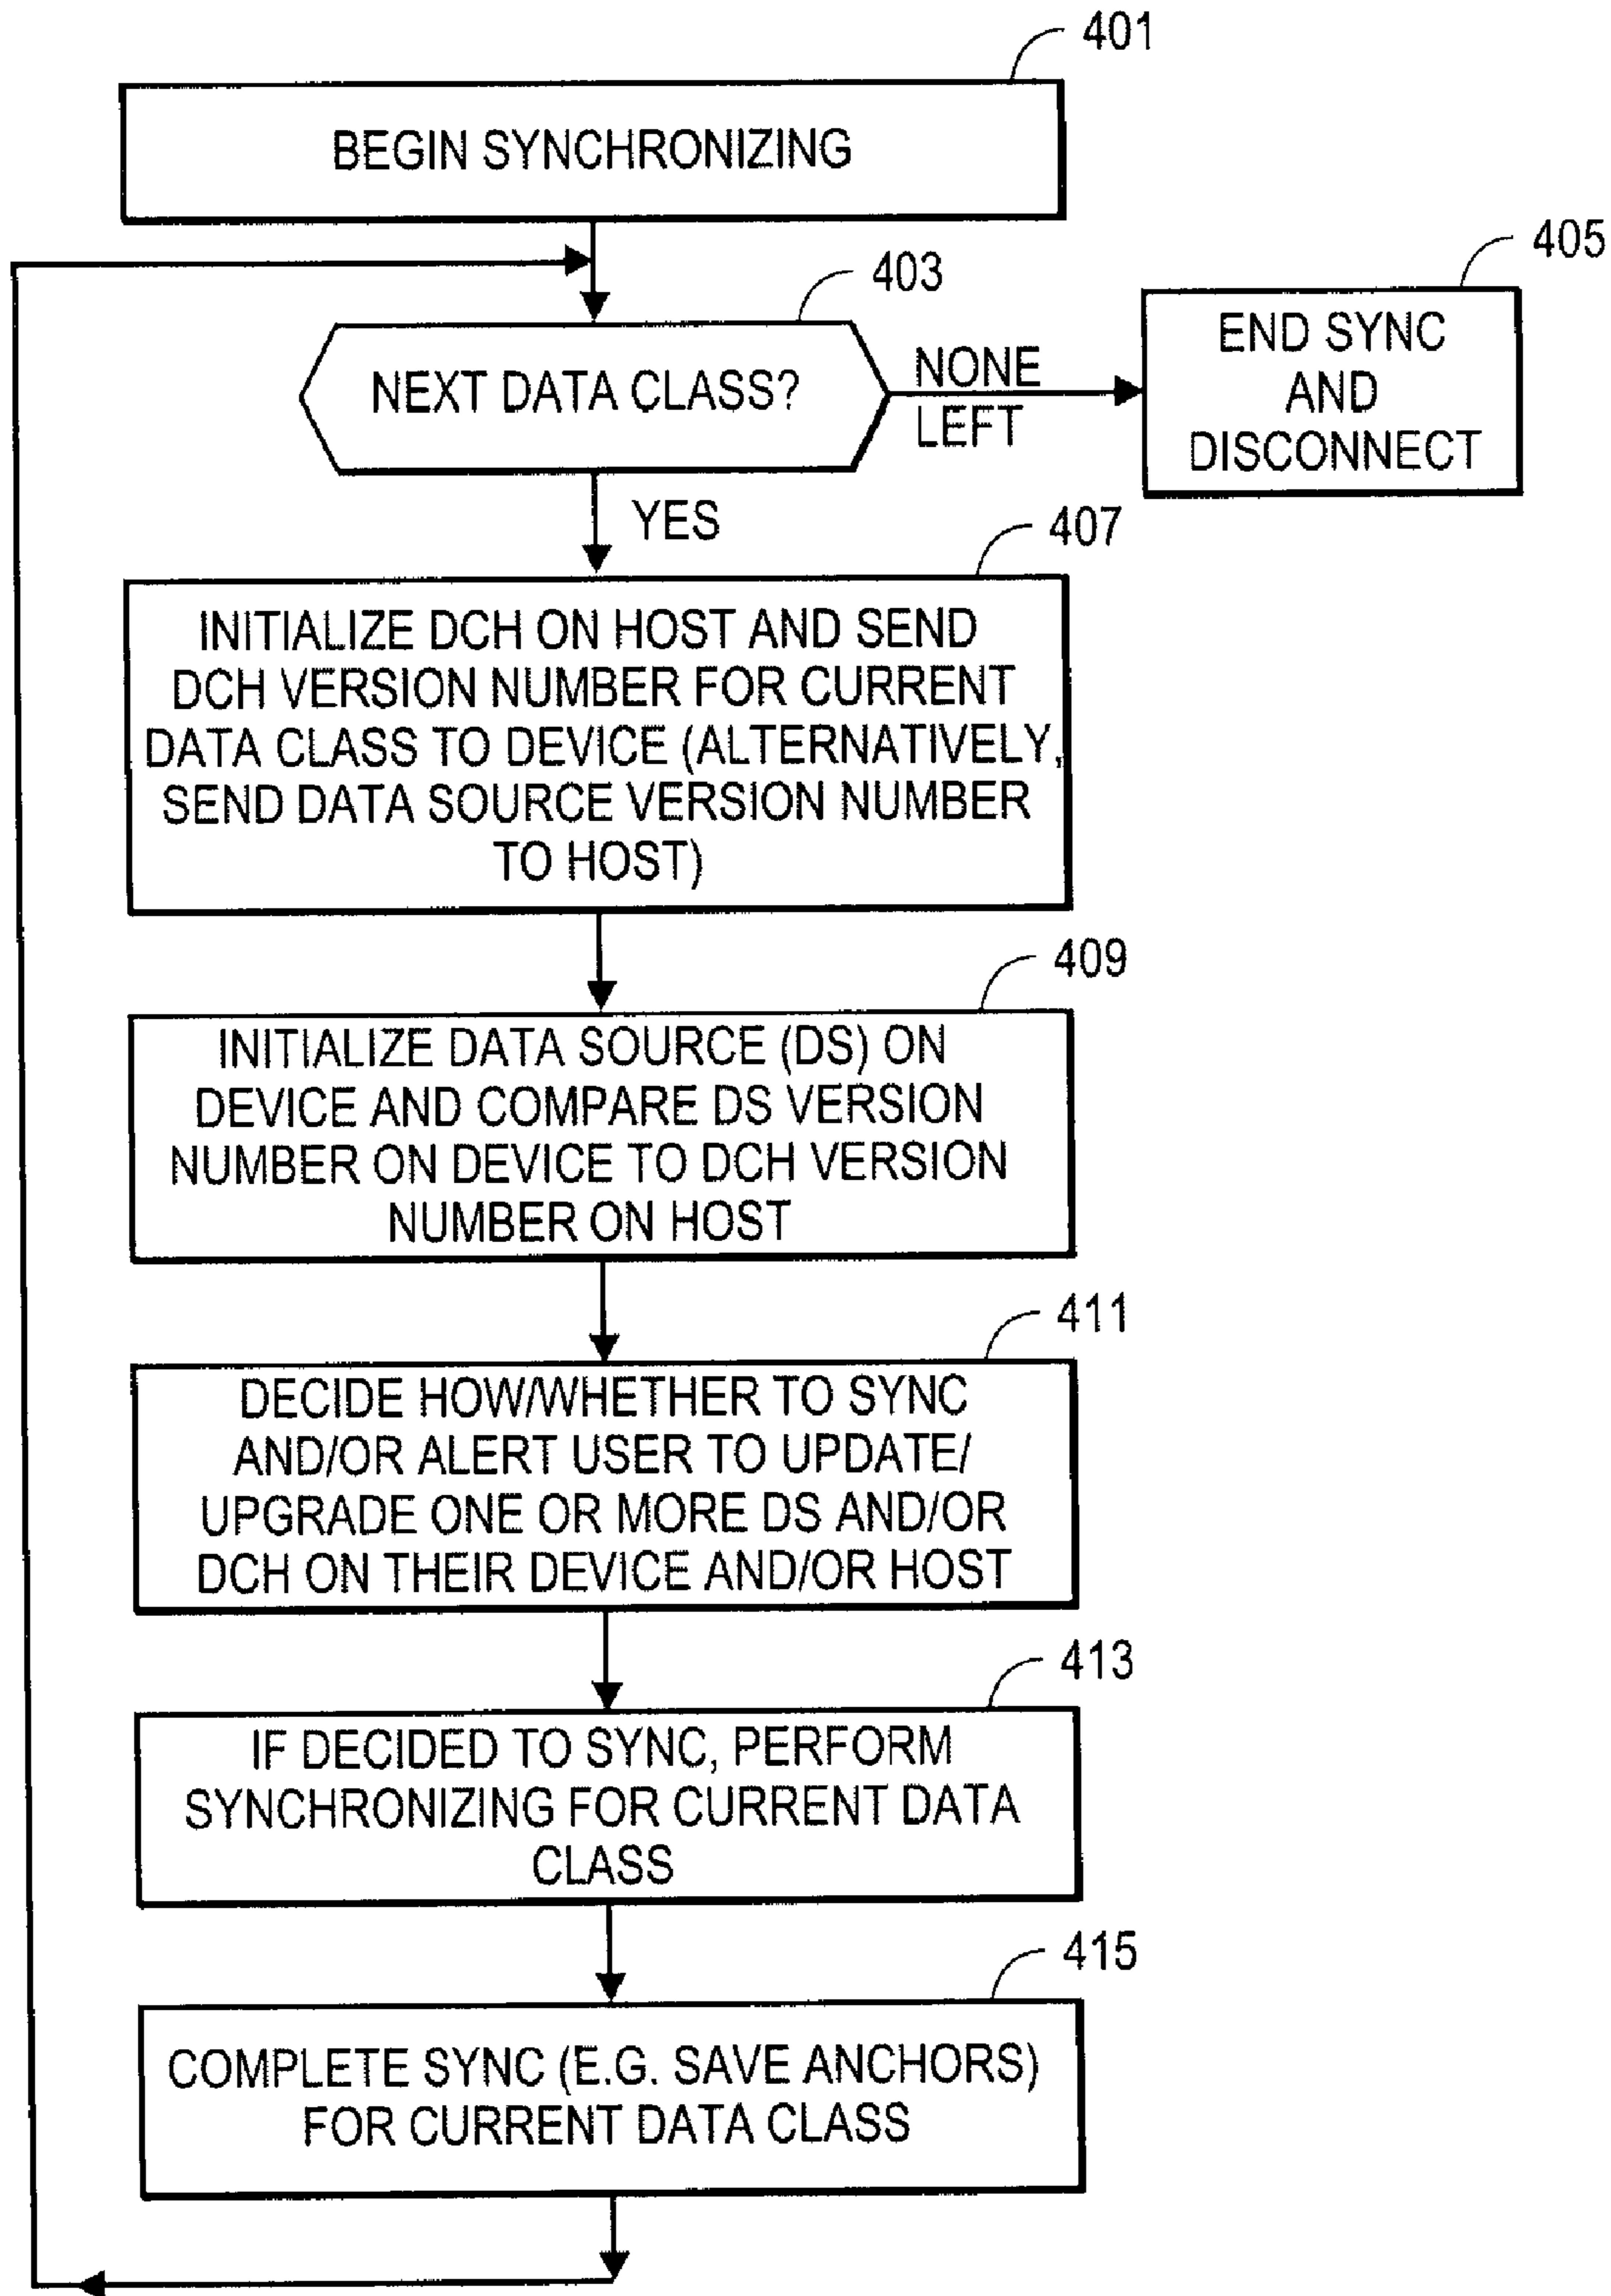 401
BEGIN SYNCHRONIZING
403
NEXT DATA CLASS?
NONE
LEFT
405
END SYNC
AND
DISCONNECT
YES
407
INITIALIZE DCH ON HOST AND SEND
DCH VERSION NUMBER FOR CURRENT
DATA CLASS TO DEVICE (ALTERNATIVELY,
SEND DATA SOURCE VERSION NUMBER
TO HOST)
409
INITIALIZE DATA SOURCE (DS) ON
DEVICE AND COMPARE DS VERSION
NUMBER ON DEVICE TO DCH VERSION
NUMBER ON HOST
411
DECIDE HOW/WHETHER TO SYNC
AND/OR ALERT USER TO UPDATE/
UPGRADE ONE OR MORE DS AND/OR
DCH ON THEIR DEVICE AND/OR HOST
413
IF DECIDED TO SYNC, PERFORM
SYNCHRONIZING FOR CURRENT DATA
CLASS
415
COMPLETE SYNC (E.G. SAVE ANCHORS)
FOR CURRENT DATA CLASS